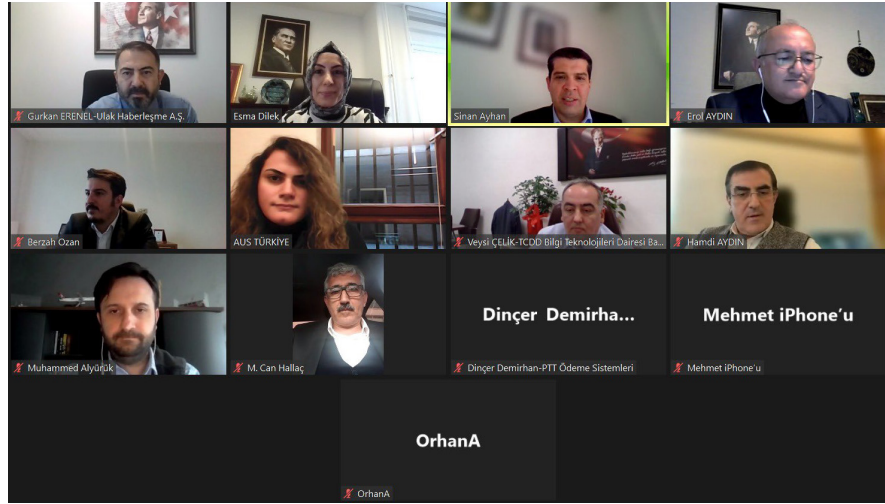 Gurkan ERENEL-Ulak Haberleşme A.Ş.
Esma Dilek
Sinan Ayhan
Erol AYDIN
Berzah Ozan
AUS TÜRKİYE
Veysi ÇELİK-TCDD Bilgi Teknolojileri Dairesi Ba...
Hamdi AYDIN
Muhammed Alyürük
M. Can Hallaç
Dinçer Demirha...
Dinçer Demirhan-PTT Ödeme Sistemleri
Mehmet iPhone'u
Mehmet iPhone'u
OrhanA
OrhanA